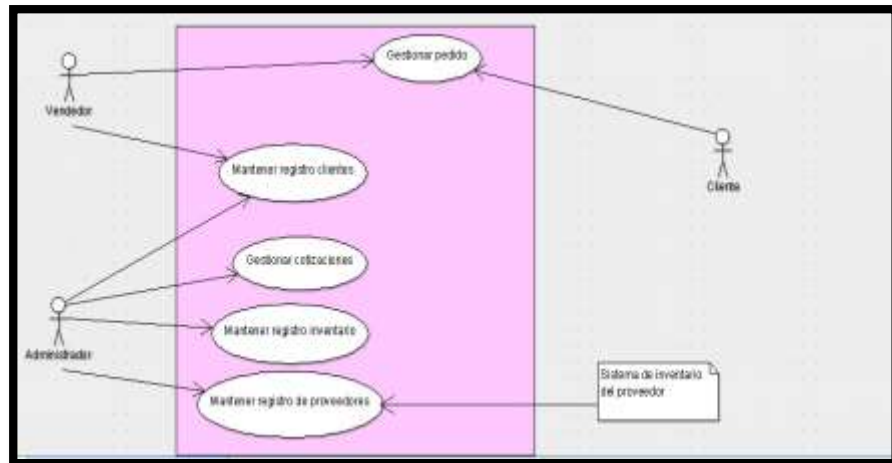 Gestionar pedido
Vendedor
Mantener registro clientes
Cliente
Gestionar cotizaciones
Mantener registro inventario
Administrador
Sistema de inventario
del proveedor
Mantener registro de proveedores